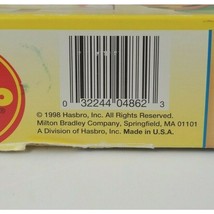 0 32244 04862 3
© 1998 Hasbro, Inc. All Rights Reserved.
Milton Bradley Company, Springfield, MA 01101
A Division of Hasbro, Inc. Made in U.S.A.